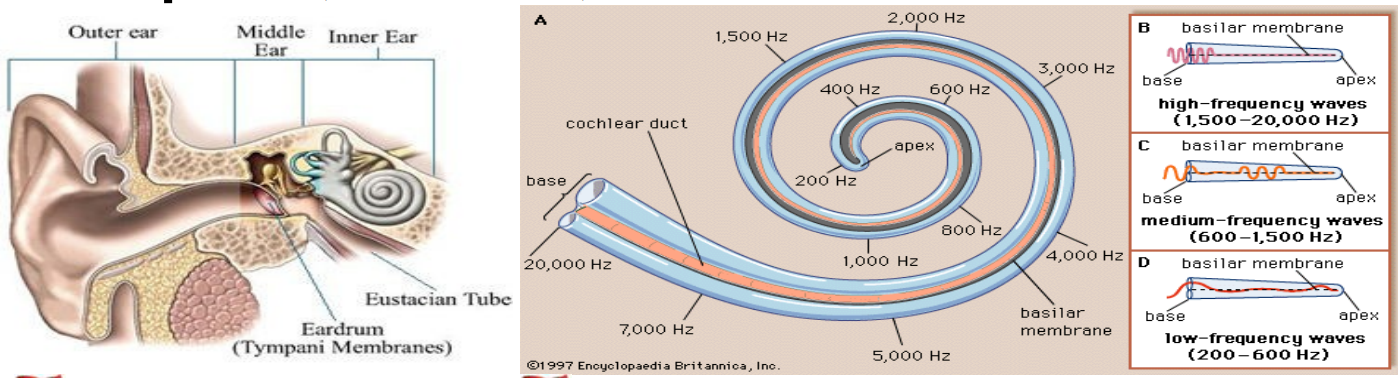 Outer ear
Middle
Ear
Inner Ear
Eustacian Tube
Eardrum
(Tympani Membranes)
A
2,000 Hz
1,500 Hz
3,000 Hz
400 Hz
600 Hz
cochlear duct
apex
base
200 Hz
800 Hz
4,000 Hz
20,000 Hz
1,000 Hz
basilar
membrane
7,000 Hz
5,000 Hz
©1997 Encyclopaedia Britannica, Inc.
B
basilar membrane
base
apex
high-frequency waves
(1,500–20,000 Hz)
C
basilar membrane
base
apex
medium-frequency waves
(600–1,500 Hz)
D
basilar membrane
base
apex
low-frequency waves
(200–600 Hz)